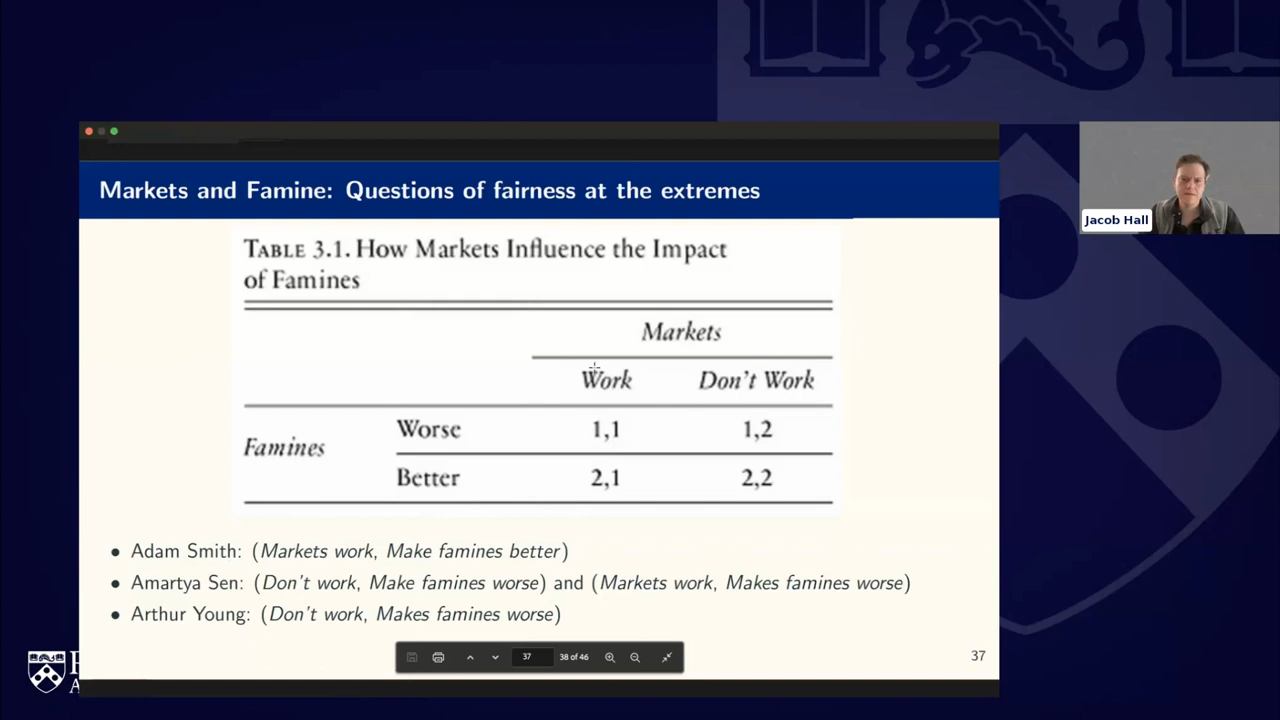 Markets and Famine: Questions of fairness at the extremes
TABLE 3.1. How Markets Influence the Impact
of Famines
Markets
Work Don't Work
Famines
Worse 1,1 1,2
Better 2,1 2,2
• Adam Smith: (Markets work, Make famines better)
• Amartya Sen: (Don't work, Make famines worse) and (Markets work, Makes famines worse)
• Arthur Young: (Don't work, Makes famines worse)
37 38 of 46
37
Jacob Hall